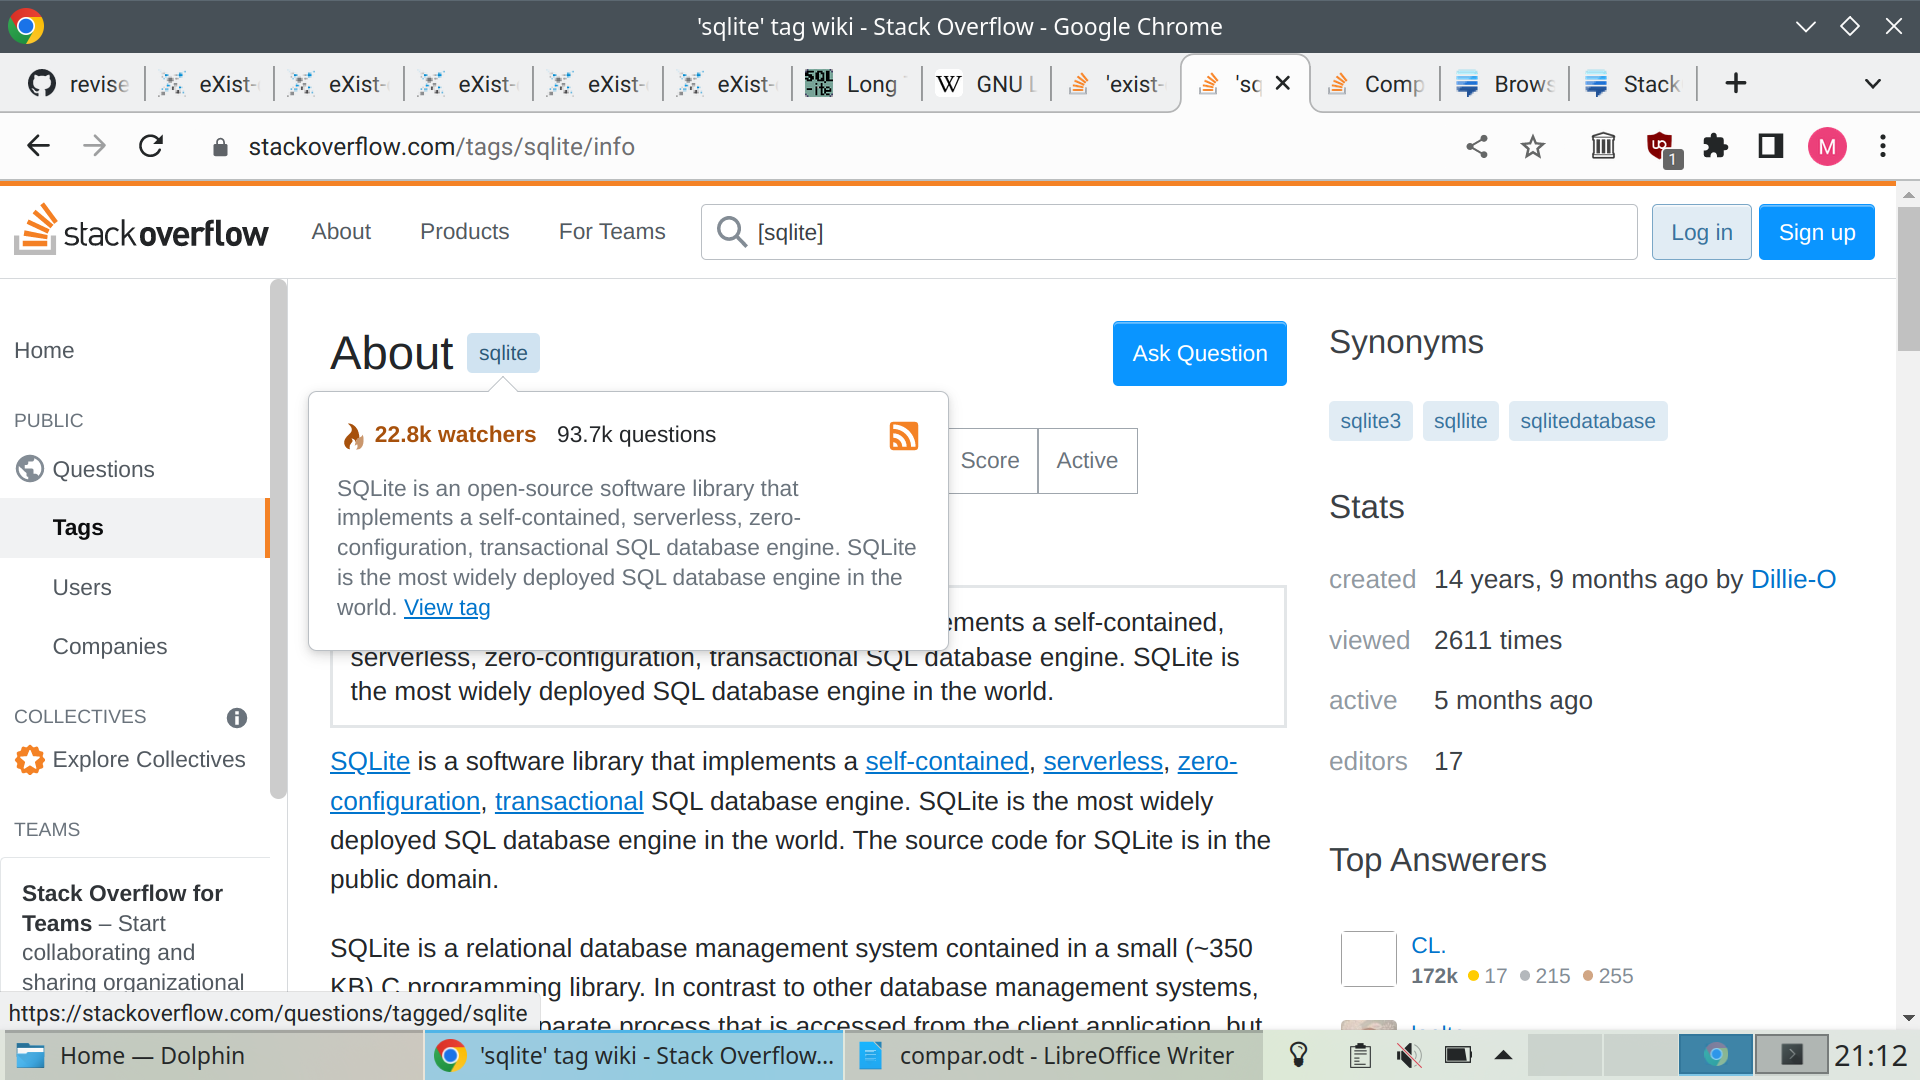 'sqlite' tag wiki - Stack Overflow - Google Chrome
revise
eXist-
eXist-
eXist-
eXist-
eXist-
SQL
-ite
Long
W
GNU L
'exist-
'sq
Comp
Brows
Stack
stackoverflow.com/tags/sqlite/info
1
M
stackoverflow
About
Products
For Teams
[sqlite]
Log in
Sign up
Home
PUBLIC
Questions
Tags
Users
Companies
COLLECTIVES
Explore Collectives
TEAMS
Stack Overflow for
Teams – Start
collaborating and
sharing organizational
About sqlite
Ask Question
22.8k watchers 93.7k questions
SQLite is an open-source software library that
implements a self-contained, serverless, zero-
configuration, transactional SQL database engine. SQLite
is the most widely deployed SQL database engine in the
world. View tag
Score
Active
ements a self-contained,
serverless, zero-configuration, transactional SQL database engine. SQLite is
the most widely deployed SQL database engine in the world.
SQLite is a software library that implements a self-contained, serverless, zero-
configuration, transactional SQL database engine. SQLite is the most widely
deployed SQL database engine in the world. The source code for SQLite is in the
public domain.
SQLite is a relational database management system contained in a small (~350
KB) C programming library. In contrast to other database management systems,
parate process that is accessed from the client application, but
Synonyms
sqlite3
sqllite
sqlitedatabase
Stats
created 14 years, 9 months ago by Dillie-O
viewed 2611 times
active 5 months ago
editors 17
Top Answerers
CL.
172k 17 215 255
https://stackoverflow.com/questions/tagged/sqlite
Home — Dolphin
'sqlite' tag wiki - Stack Overflow...
compar.odt - LibreOffice Writer
21:12